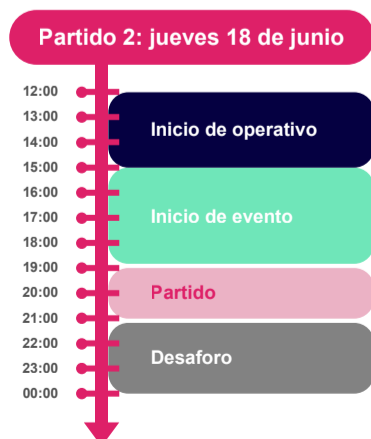 Partido 2: jueves 18 de junio
12:00
13:00
Inicio de operativo
14:00
15:00
16:00
17:00
Inicio de evento
18:00
19:00
20:00
Partido
21:00
22:00
Desaforo
23:00
00:00